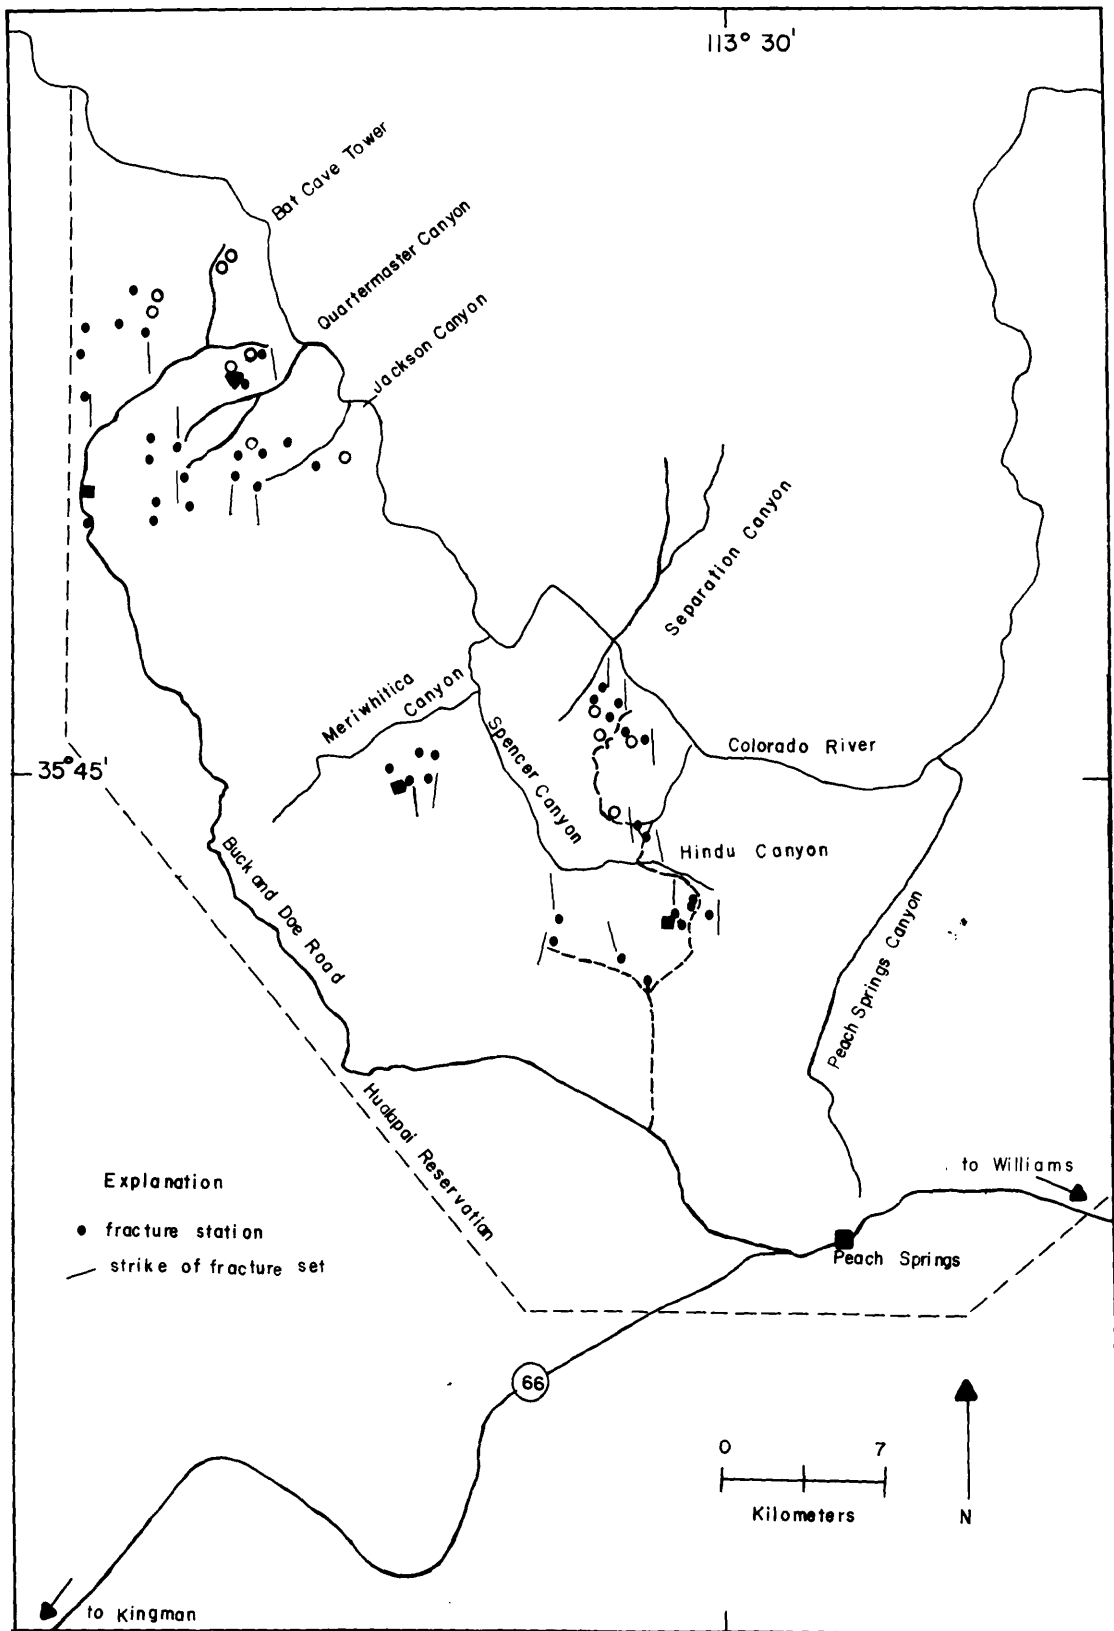 113° 30'
Bat Cave Tower
Quartermaster Canyon
Jackson Canyon
Separation Canyon
Meriwhitica
Canyon
Spencer Canyon
Colorado River
35° 45'
Hindu Canyon
Buck and Doe Road
Peach Springs Canyon
Hualapai Reservation
to Williams
Explanation
fracture station
strike of fracture set
Peach Springs
66
0 7
Kilometers
N
to Kingman